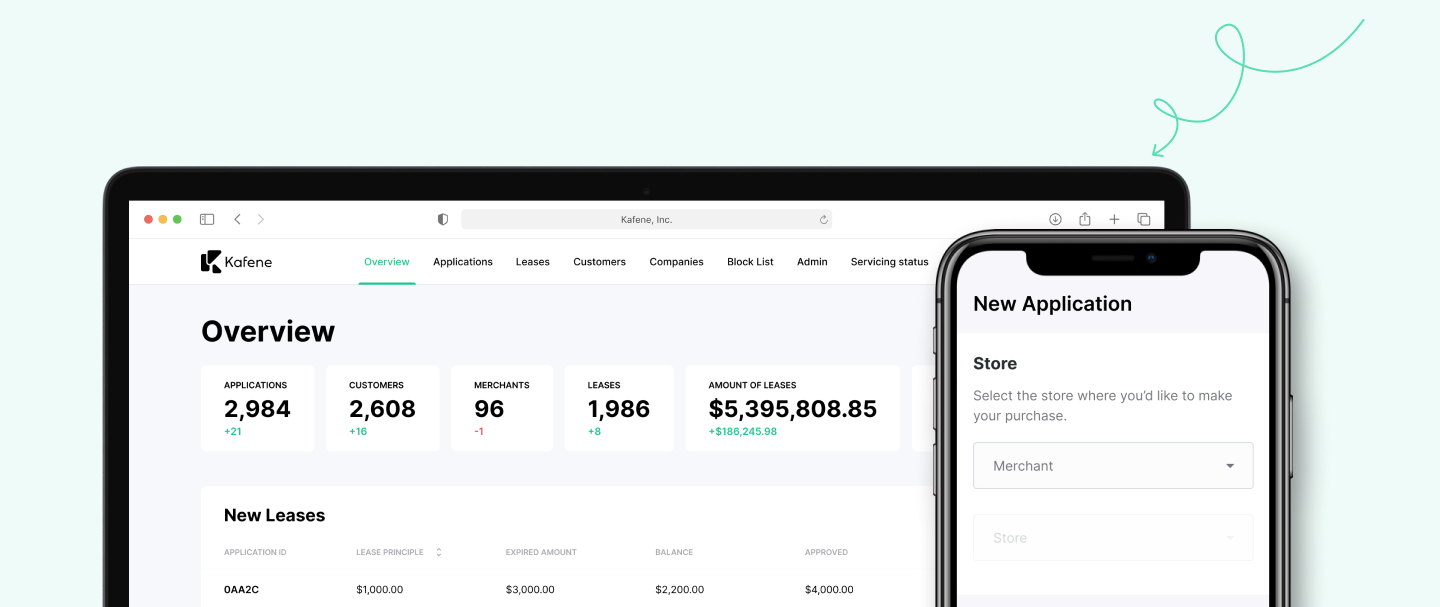 Kafene, Inc.
Kafene
Overview Applications Leases Customers Companies Block List Admin Servicing status
Overview
APPLICATIONS CUSTOMERS MERCHANTS LEASES AMOUNT OF LEASES
2,984 2,608 96 1,986 $5,395,808.85
+21 +16 -1 +8 +$186,245.98
New Leases
APPLICATION ID LEASE PRINCIPLE EXPIRED AMOUNT BALANCE APPROVED
0AA2C $1,000.00 $3,000.00 $2,200.00 $4,000.00
New Application
Store
Select the store where you’d like to make
your purchase.
Merchant
Store